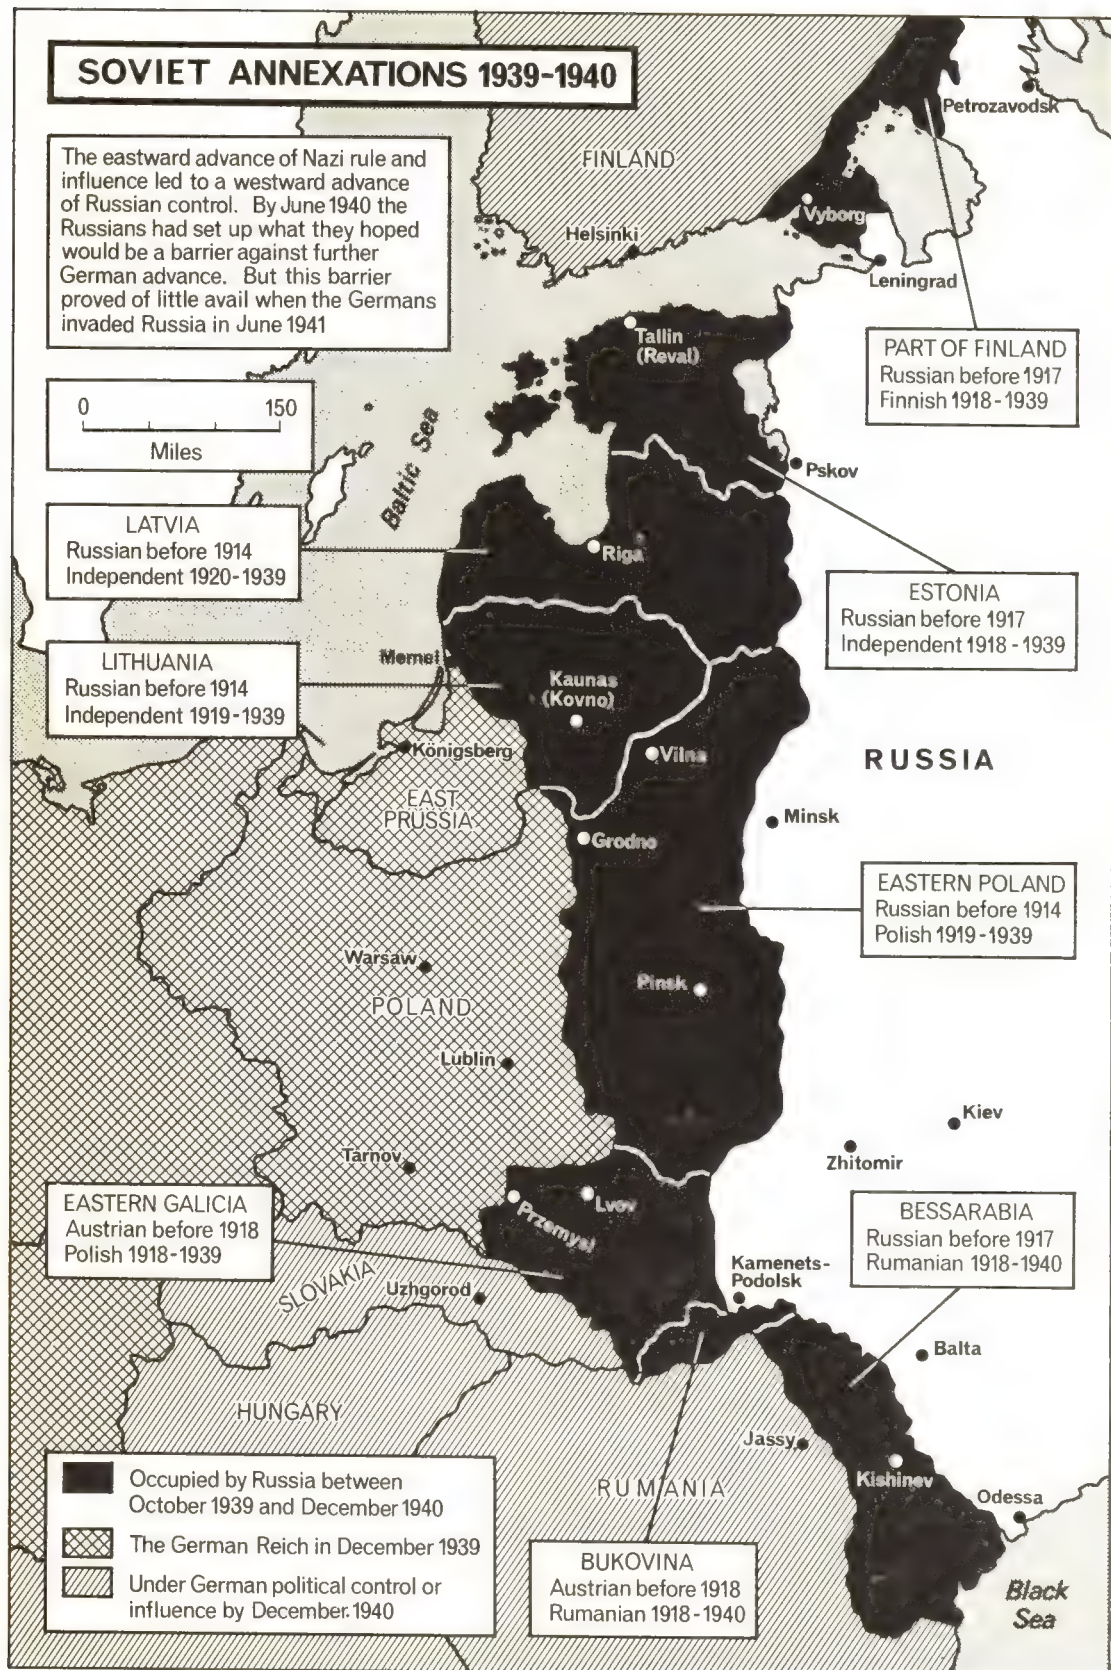 SOVIET ANNEXATIONS 1939-1940
The eastward advance of Nazi rule and
influence led to a westward advance
of Russian control. By June 1940 the
Russians had set up what they hoped
would be a barrier against further
German advance. But this barrier
proved of little avail when the Germans
invaded Russia in June 1941
0 150
Miles
FINLAND
Petrozavodsk
Vyborg
Helsinki
Leningrad
Tallin
(Reval)
PART OF FINLAND
Russian before 1917
Finnish 1918-1939
Baltic Sea
Pskov
LATVIA
Russian before 1914
Independent 1920-1939
Riga
ESTONIA
Russian before 1917
Independent 1918-1939
LITHUANIA
Russian before 1914
Independent 1919-1939
Memel
Kaunas
(Kovno)
Königsberg
Vilna
RUSSIA
EAST
PRUSSIA
Grodno
Minsk
EASTERN POLAND
Russian before 1914
Polish 1919-1939
Warsaw
Pinsk
POLAND
Lublin
Kiev
Zhitomir
Tarnov
EASTERN GALICIA
Austrian before 1918
Polish 1918-1939
Przemysl
Lvov
BESSARABIA
Russian before 1917
Rumanian 1918-1940
Kamenets-
Podolsk
SLOVAKIA
Uzhgorod
Balta
HUNGARY
Jassy
Kishinev
RUMANIA
Odessa
Occupied by Russia between
October 1939 and December 1940
The German Reich in December 1939
Under German political control or
influence by December 1940
BUKOVINA
Austrian before 1918
Rumanian 1918-1940
Black
Sea